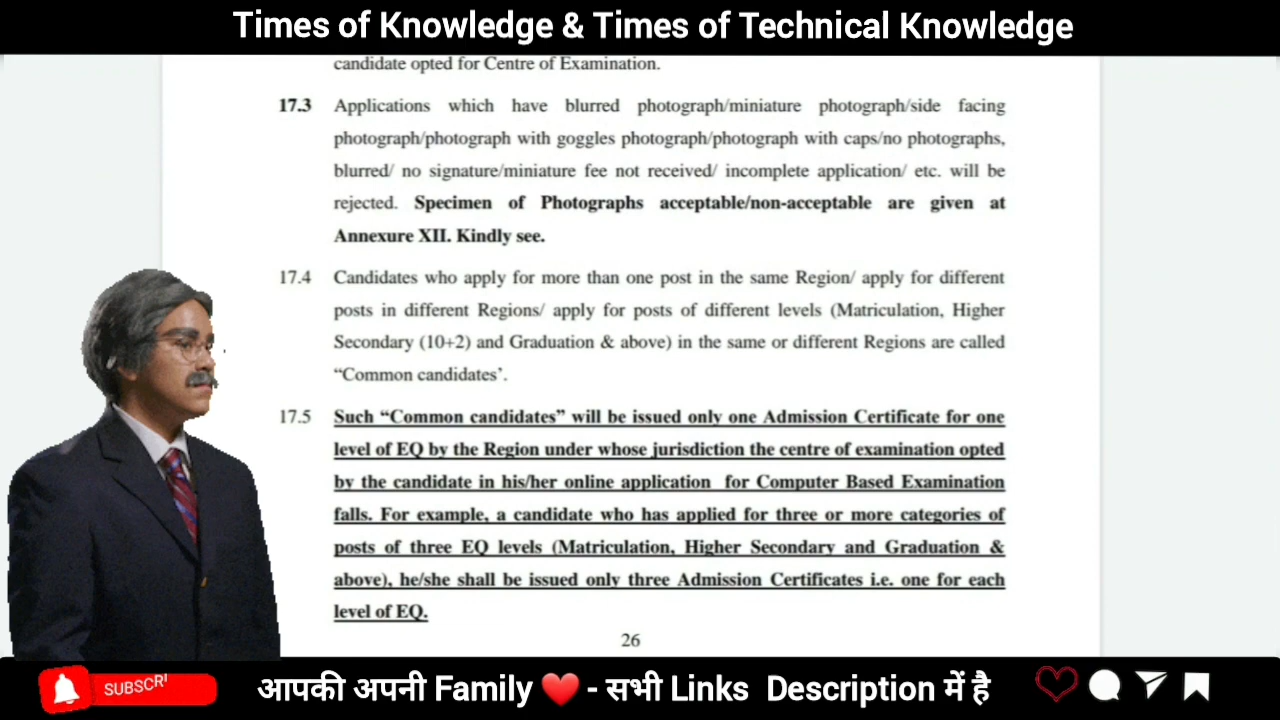 Times of Knowledge & Times of Technical Knowledge
candidate opted for Centre of Examination.
17.3 Applications which have blurred photograph/miniature photograph/side facing
photograph/photograph with goggles photograph/photograph with caps/no photographs,
blurred/ no signature/miniature fee not received/ incomplete application/ etc. will be
rejected. Specimen of Photographs acceptable/non-acceptable are given at
Annexure XII. Kindly see.
17.4 Candidates who apply for more than one post in the same Region/ apply for different
posts in different Regions/ apply for posts of different levels (Matriculation, Higher
Secondary (10+2) and Graduation & above) in the same or different Regions are called
“Common candidates’.
17.5 Such “Common candidates” will be issued only one Admission Certificate for one
level of EQ by the Region under whose jurisdiction the centre of examination opted
by the candidate in his/her online application for Computer Based Examination
falls. For example, a candidate who has applied for three or more categories of
posts of three EQ levels (Matriculation, Higher Secondary and Graduation &
above), he/she shall be issued only three Admission Certificates i.e. one for each
level of EQ.
26
SUBSCRI
आपकी अपनी Family ❤️ - सभी Links Description में है